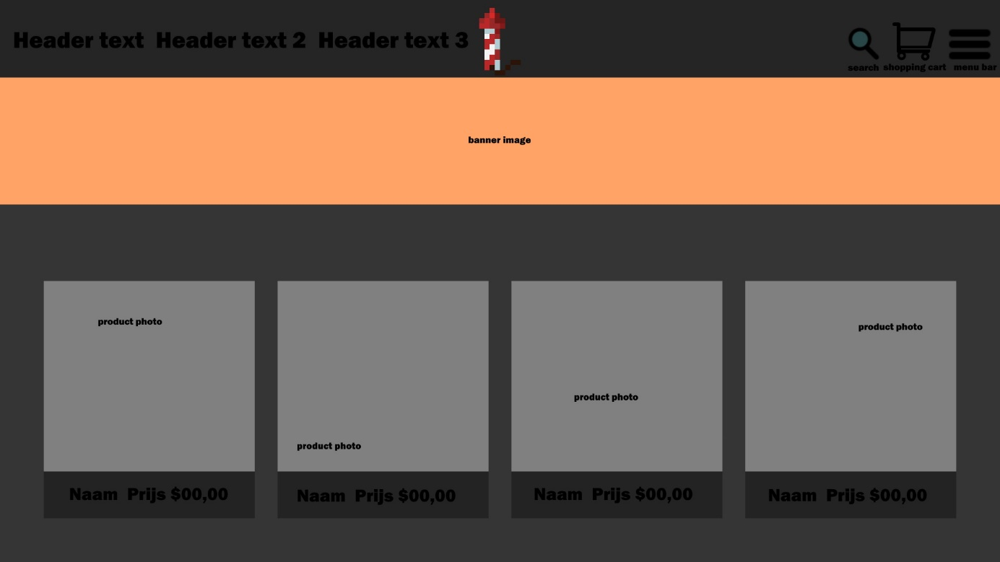 Header text Header text 2 Header text 3
search shopping cart menu bar
banner image
product photo
product photo
product photo
product photo
Naam Prijs $00,00
Naam Prijs $00,00
Naam Prijs $00,00
Naam Prijs $00,00